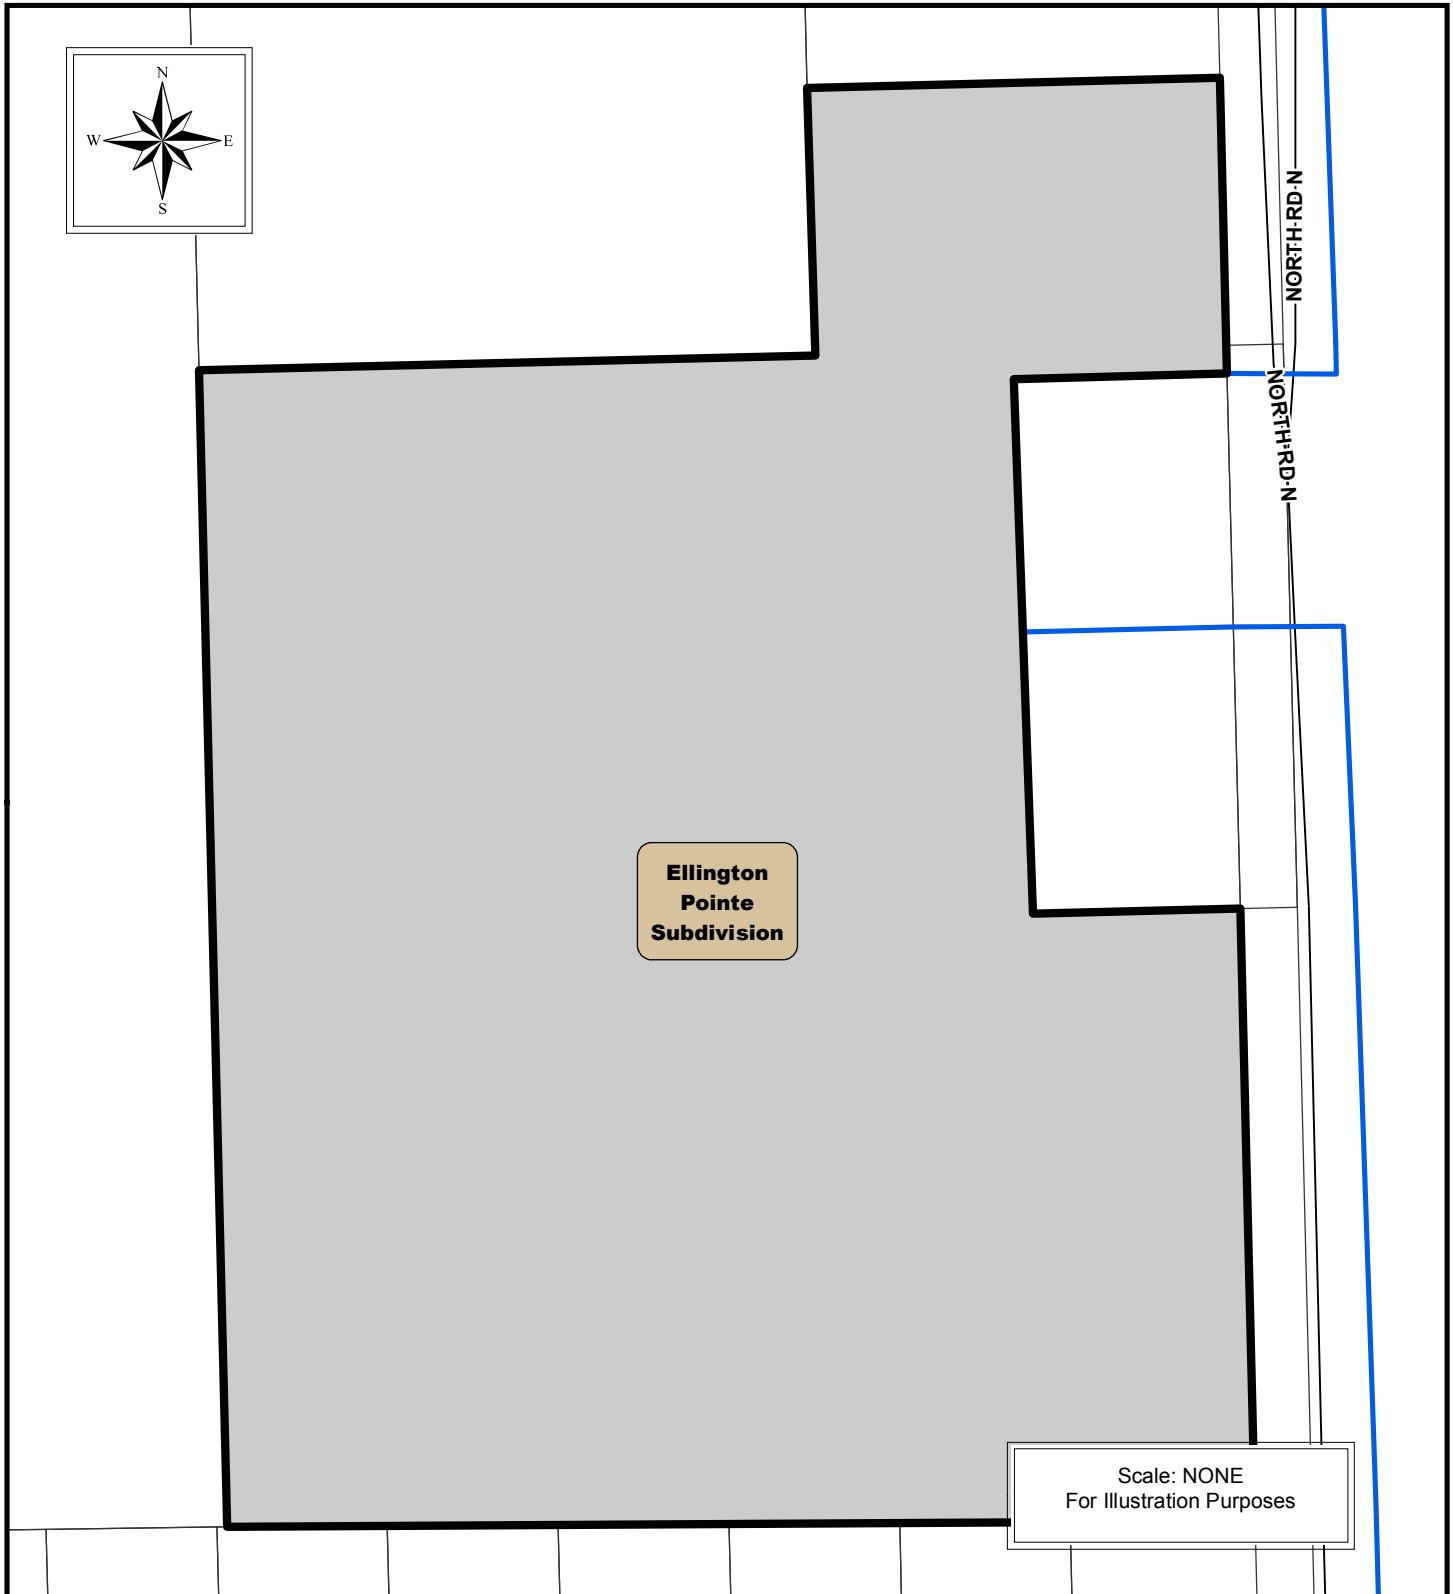 N
W E
S
NORTH RD N
NORTH RD N
Ellington
Pointe
Subdivision
Scale: NONE
For Illustration Purposes